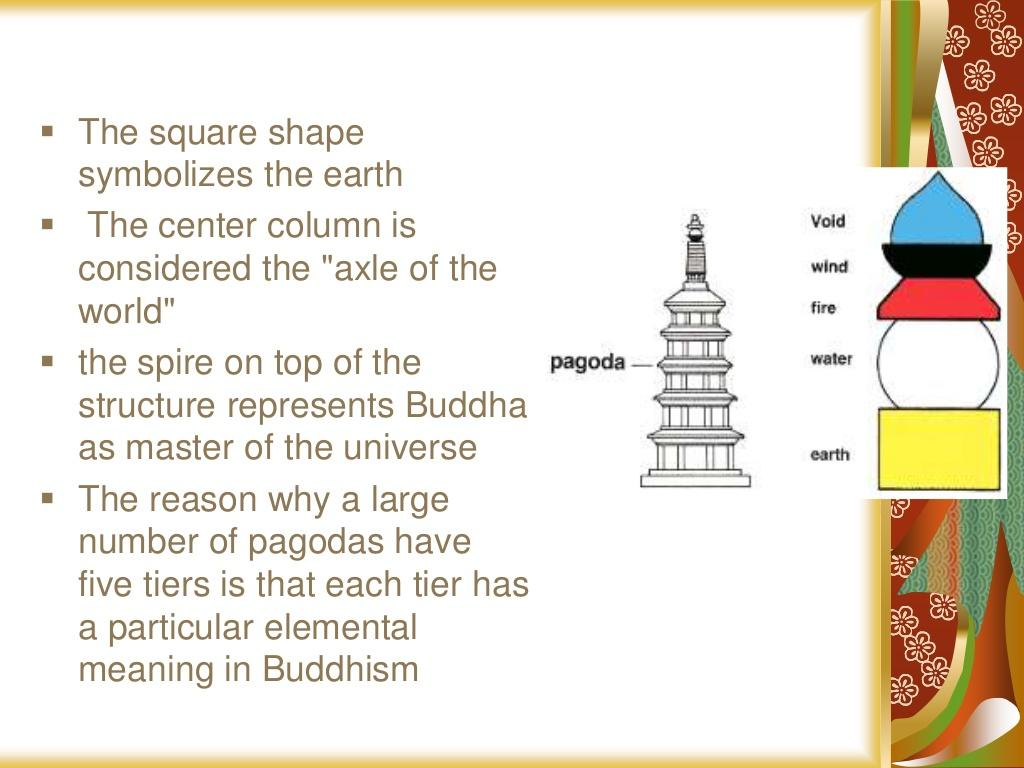 ▪ The square shape
symbolizes the earth
▪ The center column is
considered the "axle of the
world"
▪ the spire on top of the
structure represents Buddha
as master of the universe
▪ The reason why a large
number of pagodas have
five tiers is that each tier has
a particular elemental
meaning in Buddhism
pagoda
Void
wind
fire
water
earth